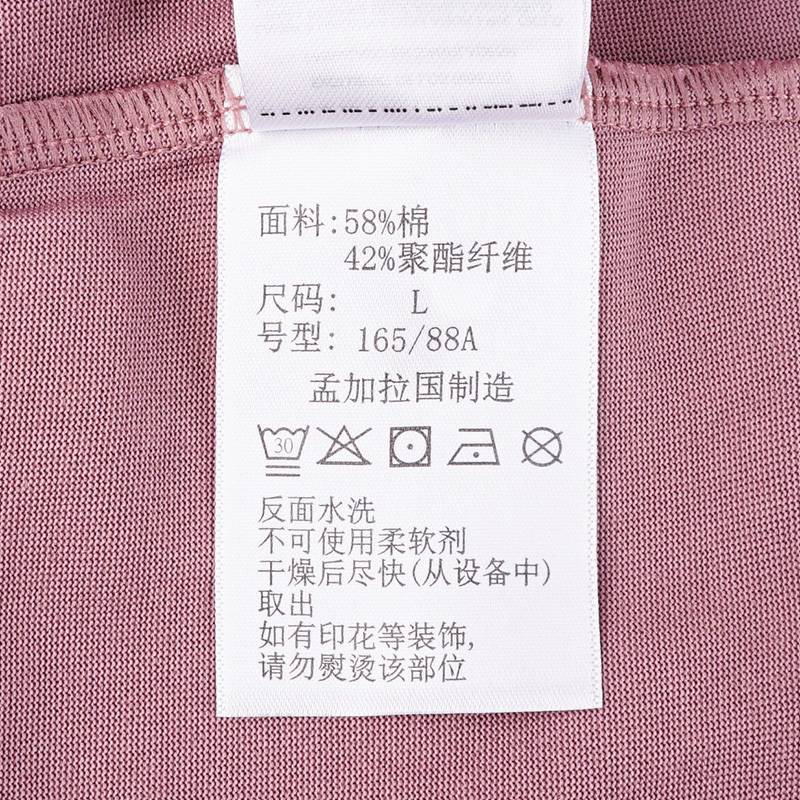 面料:58%棉
42%聚酯纤维
尺码: L
号型: 165/88A
孟加拉国制造
30
反面水洗
不可使用柔软剂
干燥后尽快(从设备中)
取出
如有印花等装饰,
请勿熨烫该部位